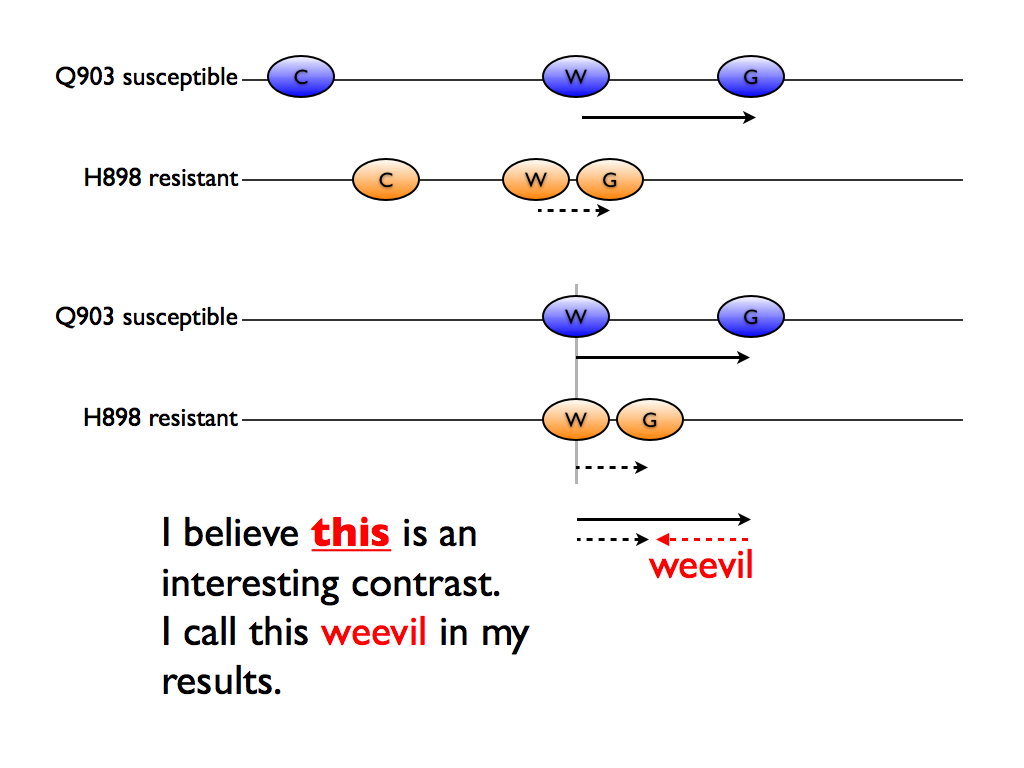 Q903 susceptible C W G
H898 resistant C W G
Q903 susceptible W G
H898 resistant W G
weevil
I believe this is an
interesting contrast.
I call this weevil in my
results.